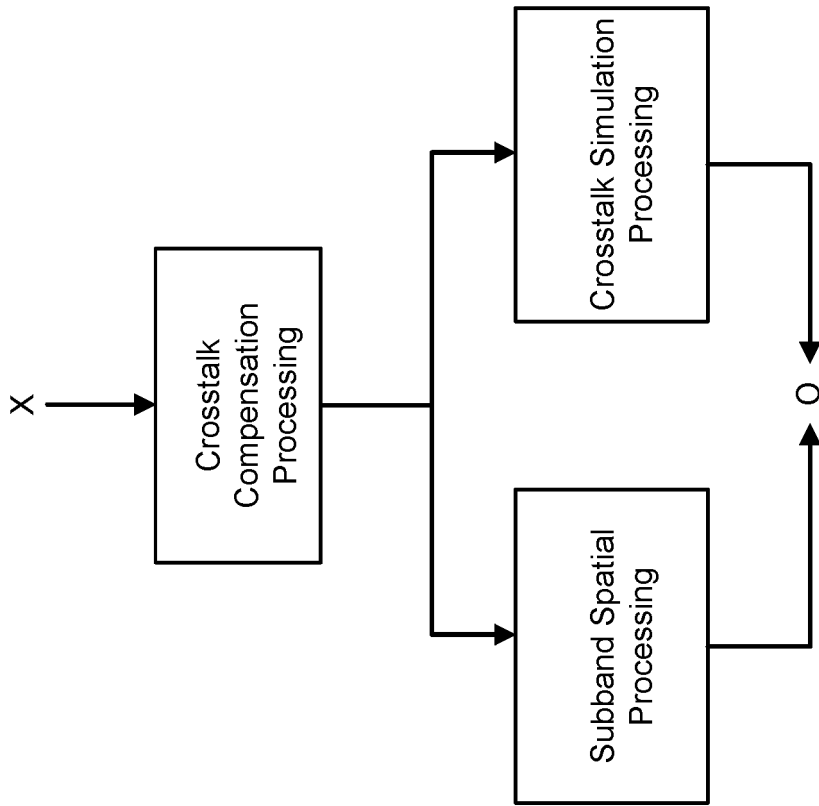 X
Crosstalk
Compensation
Processing
Crosstalk Simulation
Processing
Subband Spatial
Processing
O